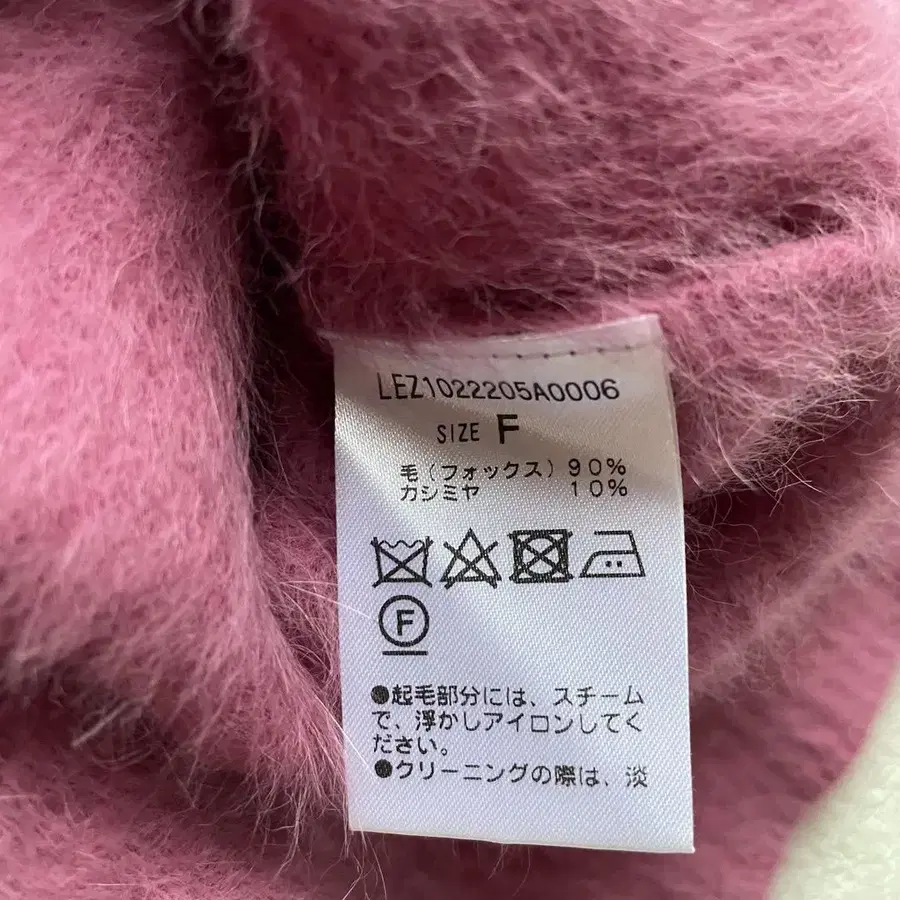 LEZ1022205A0006
SIZE F
毛(フォックス)90%
カシミヤ 10%
F
●起毛部分には、スチーム
で、浮かしアイロンしてく
ださい。
●クリーニングの際は、淡